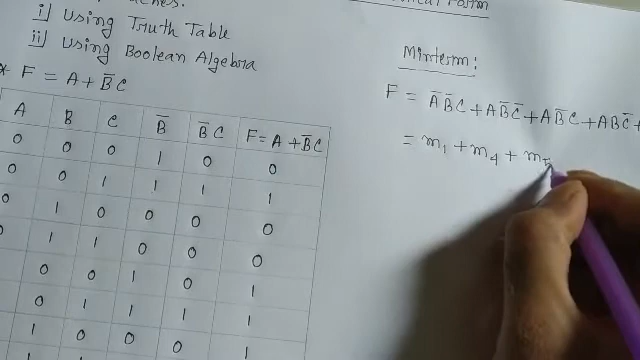 i) Using Truth Table
ii) Using Boolean Algebra
* F = A + B̅C
A B C B̅ B̅C F = A + B̅C
0 0 0 1 0 0
0 0 1 1 1 1
0 1 0 0 0 0
0 1 1 0 0 0
0 0 1 0 1
0 1 1 1 1
1 0 0 0 1
Form
Minterm:
F = A̅B̅C + AB̅C̅ + AB̅C + ABC̅ +
= m₁ + m₄ + m₅